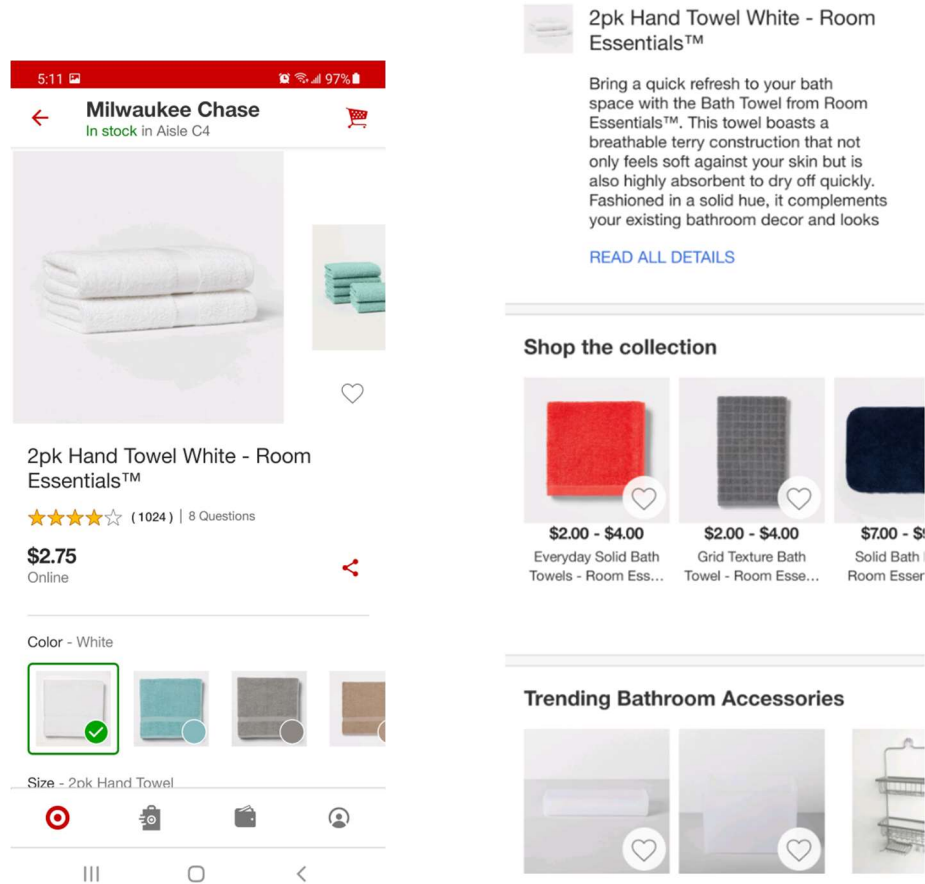 5:11
97%
Milwaukee Chase
In stock in Aisle C4
2pk Hand Towel White - Room
Essentials™
(1024) | 8 Questions
$2.75
Online
Color - White
Size - 2pk Hand Towel
2pk Hand Towel White - Room
Essentials™
Bring a quick refresh to your bath
space with the Bath Towel from Room
Essentials™. This towel boasts a
breathable terry construction that not
only feels soft against your skin but is
also highly absorbent to dry off quickly.
Fashioned in a solid hue, it complements
your existing bathroom decor and looks
READ ALL DETAILS
Shop the collection
$2.00 - $4.00
Everyday Solid Bath
Towels - Room Ess...
$2.00 - $4.00
Grid Texture Bath
Towel - Room Esse...
$7.00 -
Solid Bath
Room
Trending Bathroom Accessories